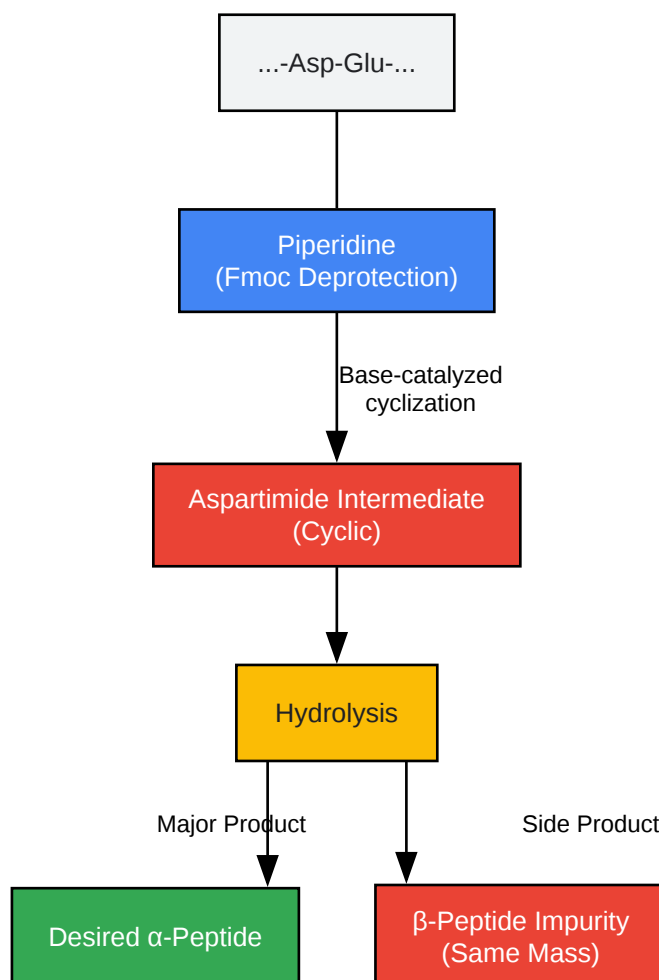 ...-Asp-Glu-...
Piperidine
(Fmoc Deprotection)
Base-catalyzed
cyclization
Aspartimide Intermediate
(Cyclic)
Hydrolysis
Major Product
Side Product
Desired α-Peptide
β-Peptide Impurity
(Same Mass)